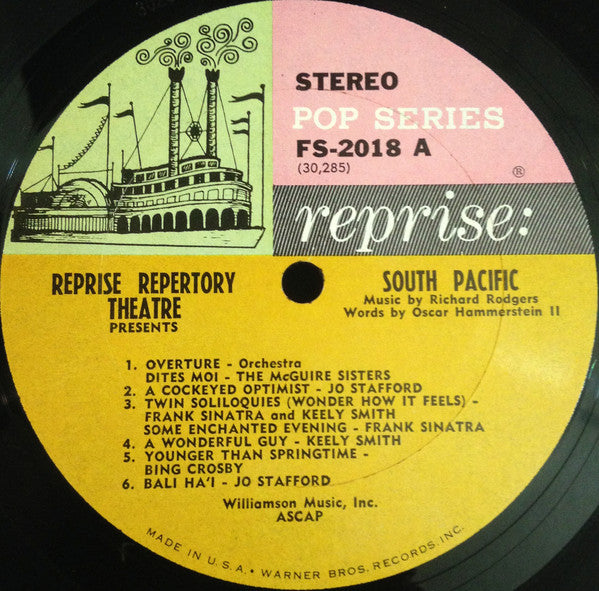 STEREO
POP SERIES
FS-2018 A
(30,285)
®
reprise:
REPRISE REPERTORY
THEATRE
PRESENTS
SOUTH PACIFIC
Music by Richard Rodgers
Words by Oscar Hammerstein II
1. OVERTURE - Orchestra
DITES MOI - THE McGUIRE SISTERS
2. A COCKEYED OPTIMIST - JO STAFFORD
3. TWIN SOLILOQUIES (WONDER HOW IT FEELS) -
FRANK SINATRA and KEELY SMITH
SOME ENCHANTED EVENING - FRANK SINATRA
4. A WONDERFUL GUY - KEELY SMITH
5. YOUNGER THAN SPRINGTIME -
BING CROSBY
6. BALI HA'I - JO STAFFORD
Williamson Music, Inc.
ASCAP
MADE IN U.S.A. • WARNER BROS. RECORDS, INC.